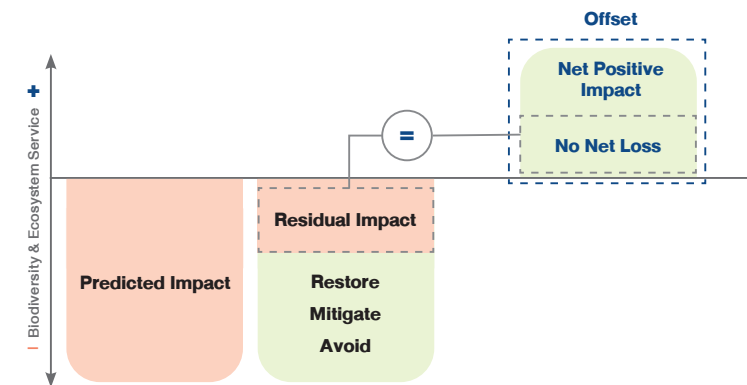 Offset
Net Positive
Impact
=
No Net Loss
Residual Impact
Predicted Impact
Restore
Mitigate
Avoid
– Biodiversity & Ecosystem Service +